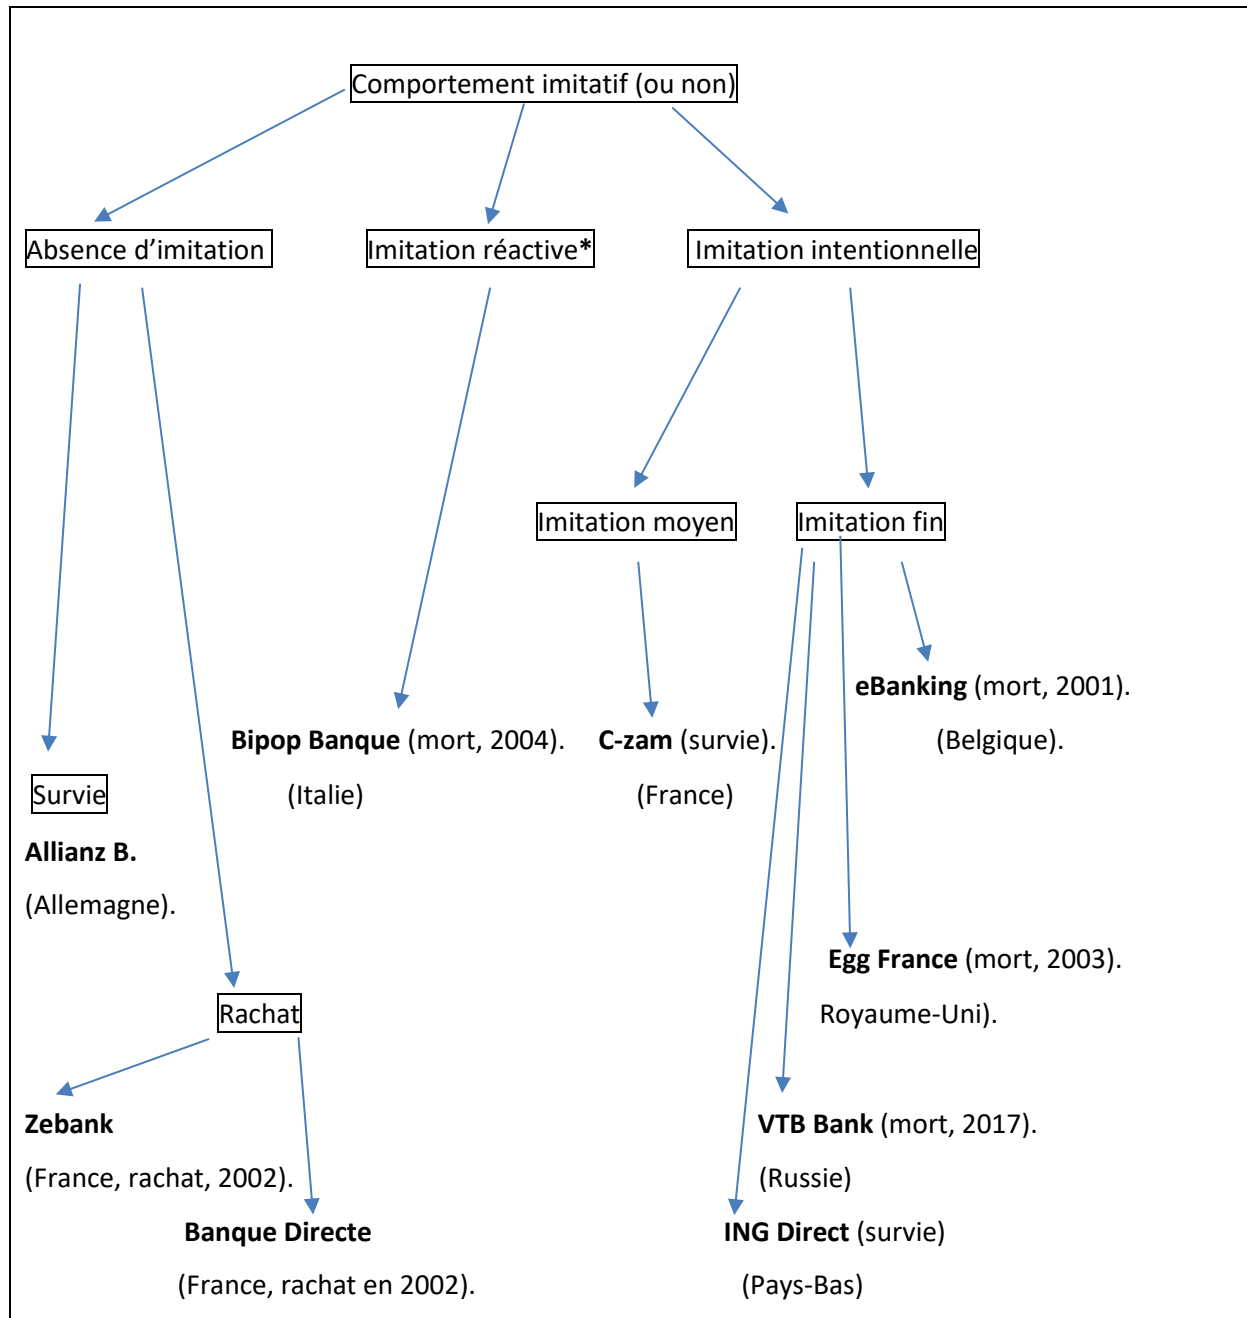 Comportement imitatif (ou non)
Absence d’imitation
Imitation réactive*
Imitation intentionnelle
Imitation moyen
Imitation fin
eBanking (mort, 2001).
(Belgique).
Bipop Banque (mort, 2004).
(Italie)
C-zam (survie).
(France)
Survie
Allianz B.
(Allemagne).
Egg France (mort, 2003).
Royaume-Uni).
Rachat
Zebank
(France, rachat, 2002).
Banque Directe
(France, rachat en 2002).
VTB Bank (mort, 2017).
(Russie)
ING Direct (survie)
(Pays-Bas)